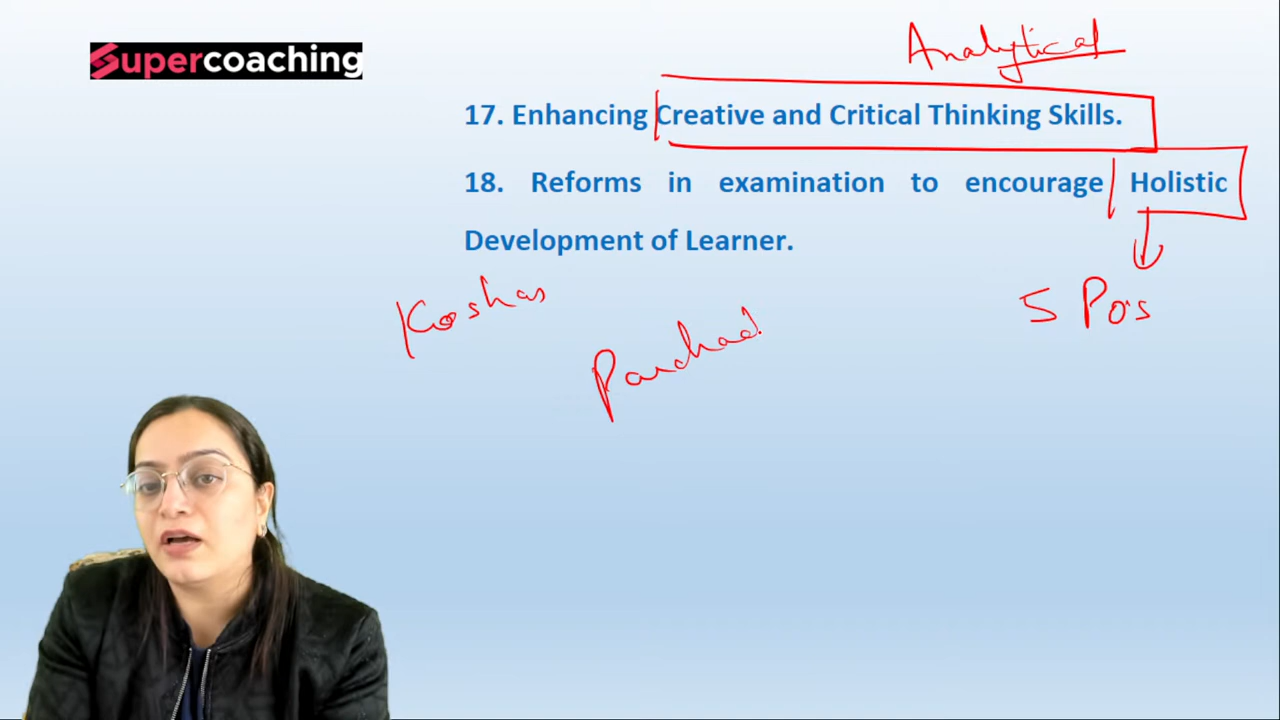 Supercoaching
Analytical
17. Enhancing Creative and Critical Thinking Skills.
18. Reforms in examination to encourage Holistic
Development of Learner.
Koshas
5 Po's